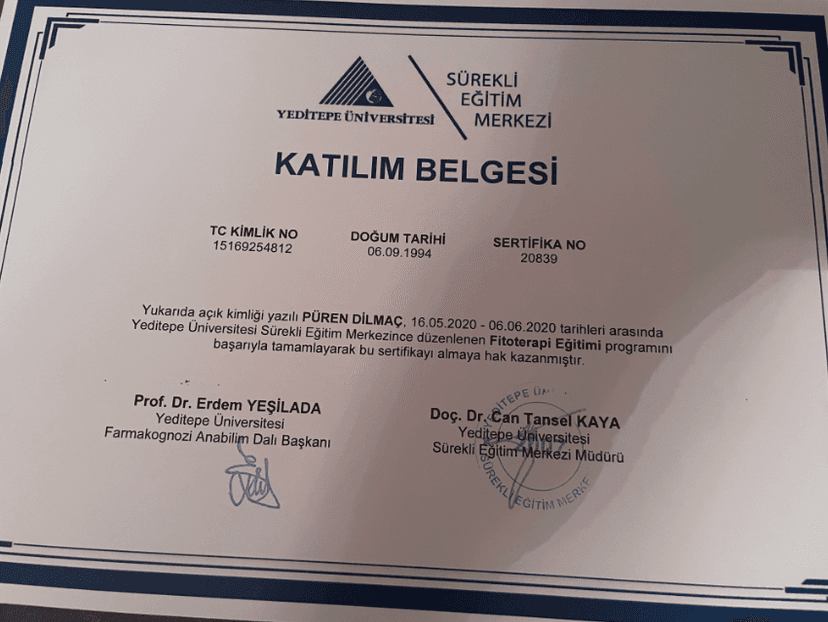 YEDİTEPE ÜNİVERSİTESİ
SÜREKLİ
EĞİTİM
MERKEZİ
KATILIM BELGESİ
TC KİMLİK NO
15169254812
DOĞUM TARİHİ
06.09.1994
SERTİFİKA NO
20839
Yukarıda açık kimliği yazılı PÜREN DİLMAÇ, 16.05.2020 - 06.06.2020 tarihleri arasında
Yeditepe Üniversitesi Sürekli Eğitim Merkezince düzenlenen Fitoterapi Eğitimi programını
başarıyla tamamlayarak bu sertifikayı almaya hak kazanmıştır.
Prof. Dr. Erdem YEŞİLADA
Yeditepe Üniversitesi
Farmakognozi Anabilim Dalı Başkanı
Doç. Dr. Can Tansel KAYA
Yeditepe Üniversitesi
Sürekli Eğitim Merkezi Müdürü
SÜREKLİ EĞİTİM MERKE